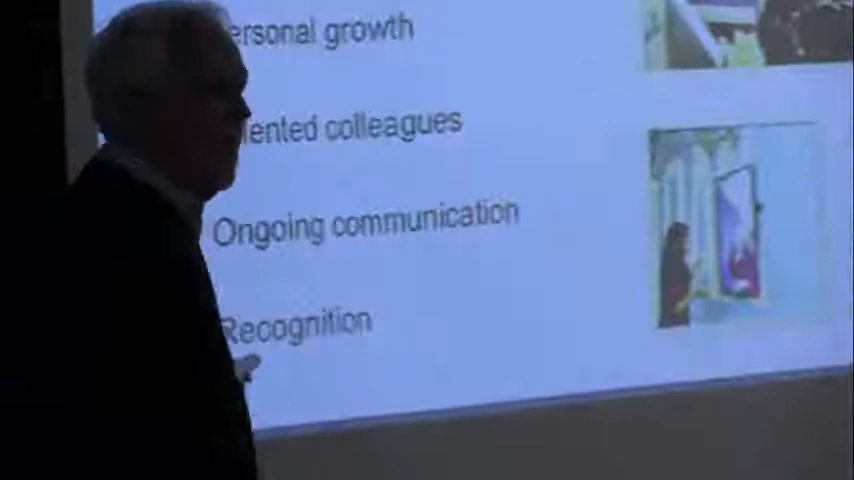 ersonal growth
lented colleagues
Ongoing communication
Recognition